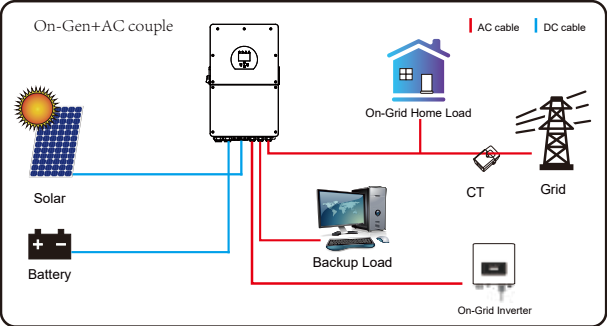 On-Gen+AC couple
AC cable
DC cable
On-Grid Home Load
Solar
CT
Grid
Battery
Backup Load
On-Grid Inverter